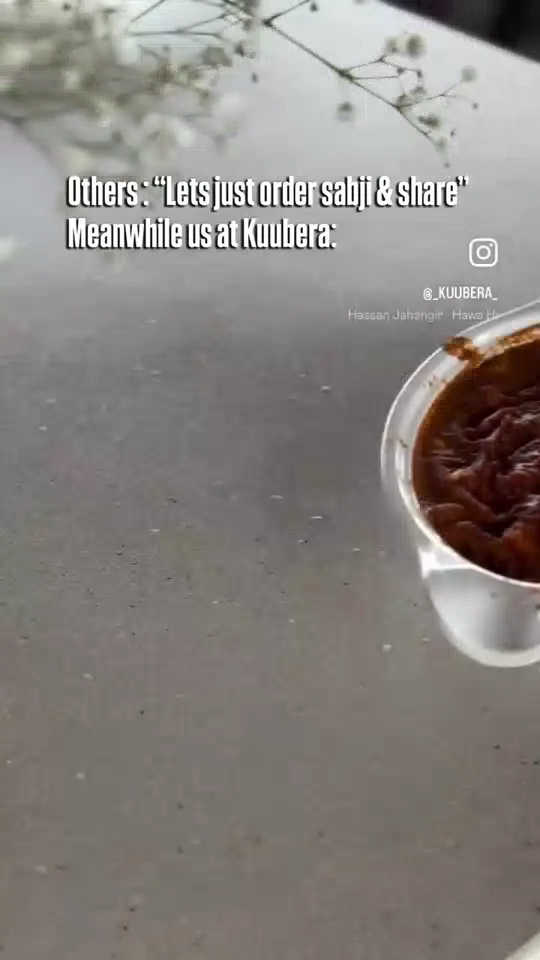 Others : “Lets just order sabji & share”
Meanwhile us at Kuubera:
@_KUUBERA_
Hassan Jahangir · Hawa H